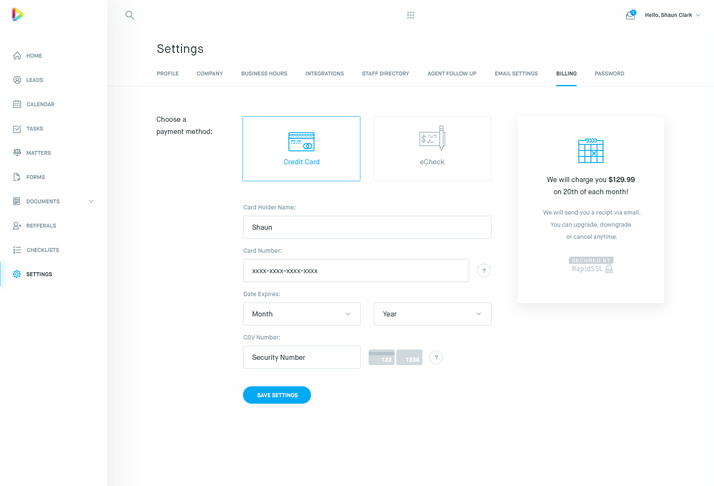 1
Hello, Shaun Clark
HOME
LEADS
CALENDAR
TASKS
MATTERS
FORMS
DOCUMENTS
REFFERALS
CHECKLISTS
SETTINGS
Settings
PROFILE
COMPANY
BUSINESS HOURS
INTEGRATIONS
STAFF DIRECTORY
AGENT FOLLOW UP
EMAIL SETTINGS
BILLING
PASSWORD
Choose a
payment method:
Credit Card
eCheck
Card Holder Name:
Shaun
Card Number:
xxxx-xxxx-xxxx-xxxx
?
Date Expires:
Month
Year
CSV Number:
Security Number
123
1234
?
SAVE SETTINGS
We will charge you $129.99
on 20th of each month!
We will send you a recipt via email.
You can upgrade, downgrade
or cancel anytime.
SECURED BY
RapidSSL